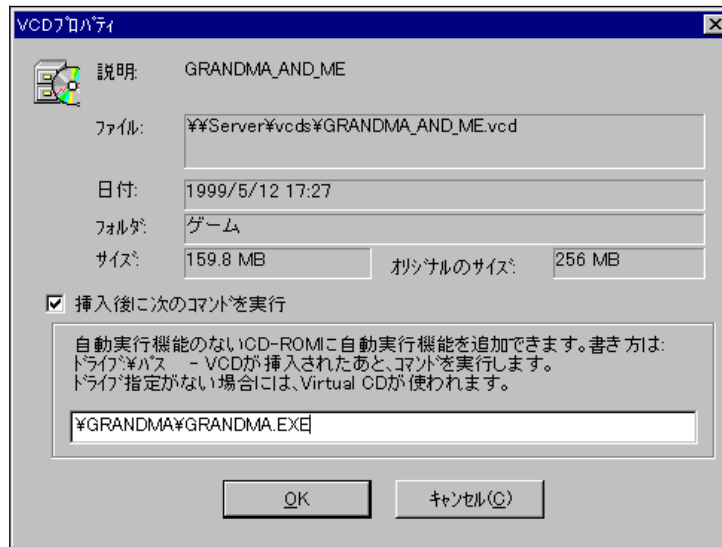 VCDﾌﾟﾛﾊﾟﾃｨ
説明: GRANDMA_AND_ME
ﾌｧｲﾙ: ¥¥Server¥vcds¥GRANDMA_AND_ME.vcd
日付: 1999/5/12 17:27
ﾌｫﾙﾀﾞ: ゲーム
ｻｲｽﾞ: 159.8 MB ｵﾘｼﾞﾅﾙのｻｲｽﾞ: 256 MB
挿入後に次のｺﾏﾝﾄﾞを実行
自動実行機能のないCD-ROMに自動実行機能を追加できます。書き方は:
ﾄﾞﾗｲﾌﾞ:¥ﾊﾟｽ - VCDが挿入されたあと、ｺﾏﾝﾄﾞを実行します。
ﾄﾞﾗｲﾌﾞ指定がない場合には、Virtual CDが使われます。
¥GRANDMA¥GRANDMA.EXE
OK ｷｬﾝｾﾙ(C)